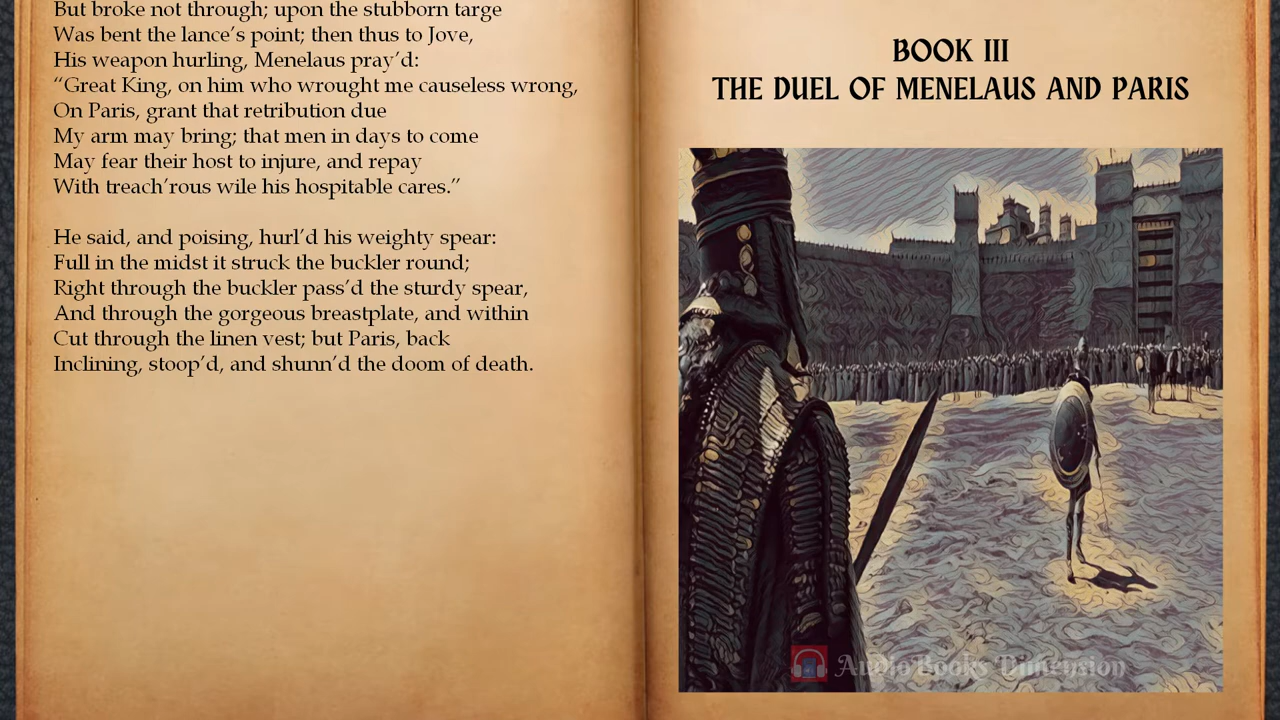 But broke not through; upon the stubborn targe
Was bent the lance’s point; then thus to Jove,
His weapon hurling, Menelaus pray’d:
“Great King, on him who wrought me causeless wrong,
On Paris, grant that retribution due
My arm may bring; that men in days to come
May fear their host to injure, and repay
With treach’rous wile his hospitable cares.”

He said, and poising, hurl’d his weighty spear:
Full in the midst it struck the buckler round;
Right through the buckler pass’d the sturdy spear,
And through the gorgeous breastplate, and within
Cut through the linen vest; but Paris, back
Inclining, stoop’d, and shunn’d the doom of death.
BOOK III
THE DUEL OF MENELAUS AND PARIS
AudioBooks Dimension